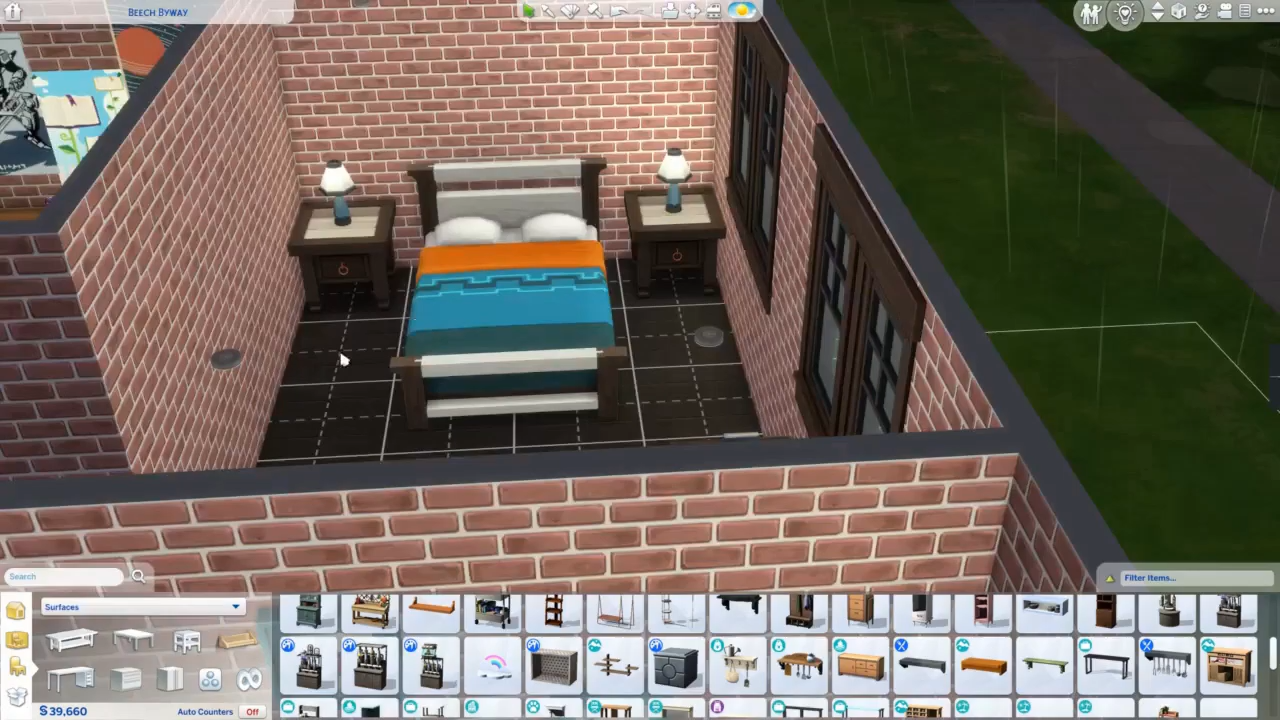 Beech Byway
Search
Filter Items...
Surfaces
§39,660
Auto Counters
Off